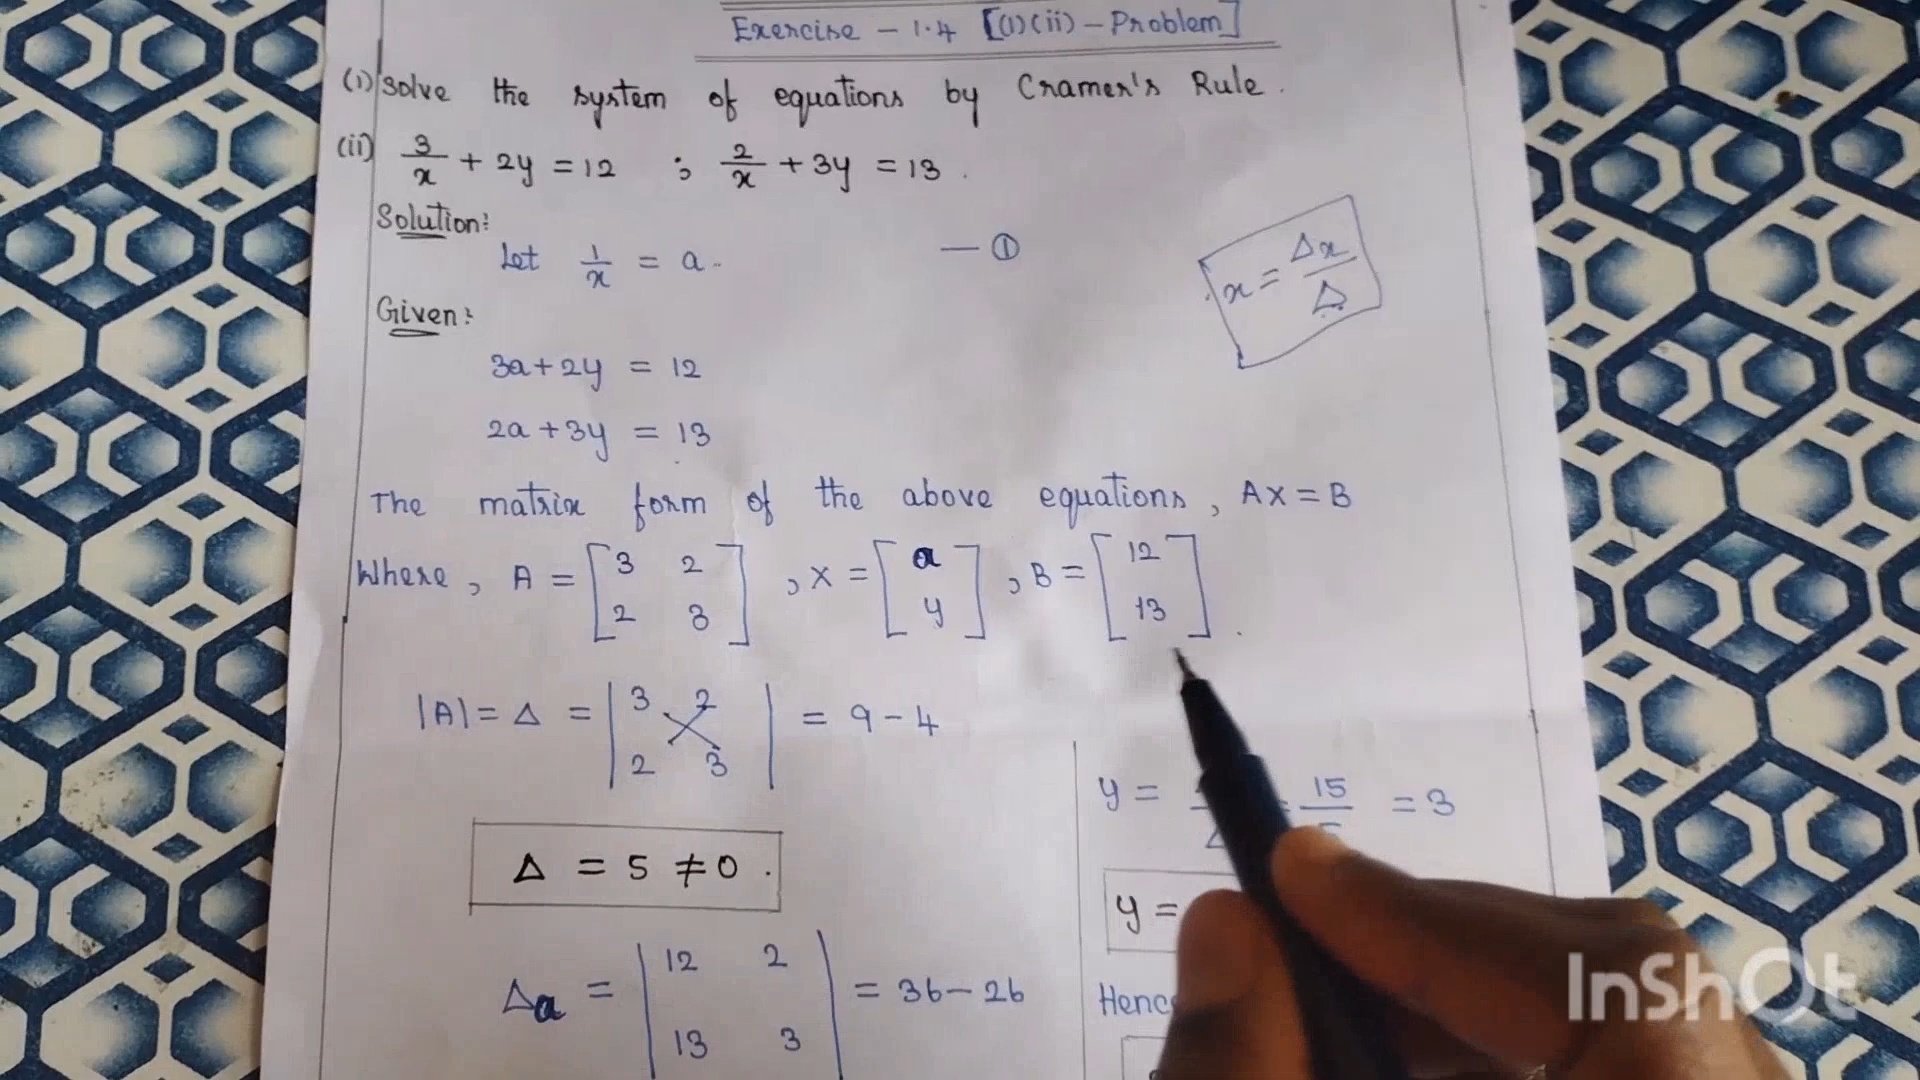 Exercise - 1.4 [(1)(ii) - Problem]
(1) Solve the system of equations by Cramer's Rule.
(ii) 3/x + 2y = 12 ; 2/x + 3y = 13.
Solution:
Let 1/x = a. — ①
x = Δx/Δ
Given:
3a + 2y = 12
2a + 3y = 13
The matrix form of the above equations, AX = B
Where, A = [3 2 2 3], X = [a y], B = [12 13].
|A| = Δ = |3 2 2 3| = 9 - 4
Δ = 5 ≠ 0.
Δa = |12 2 13 3| = 36 - 26
y = = 15 = 3
y =
InShOt